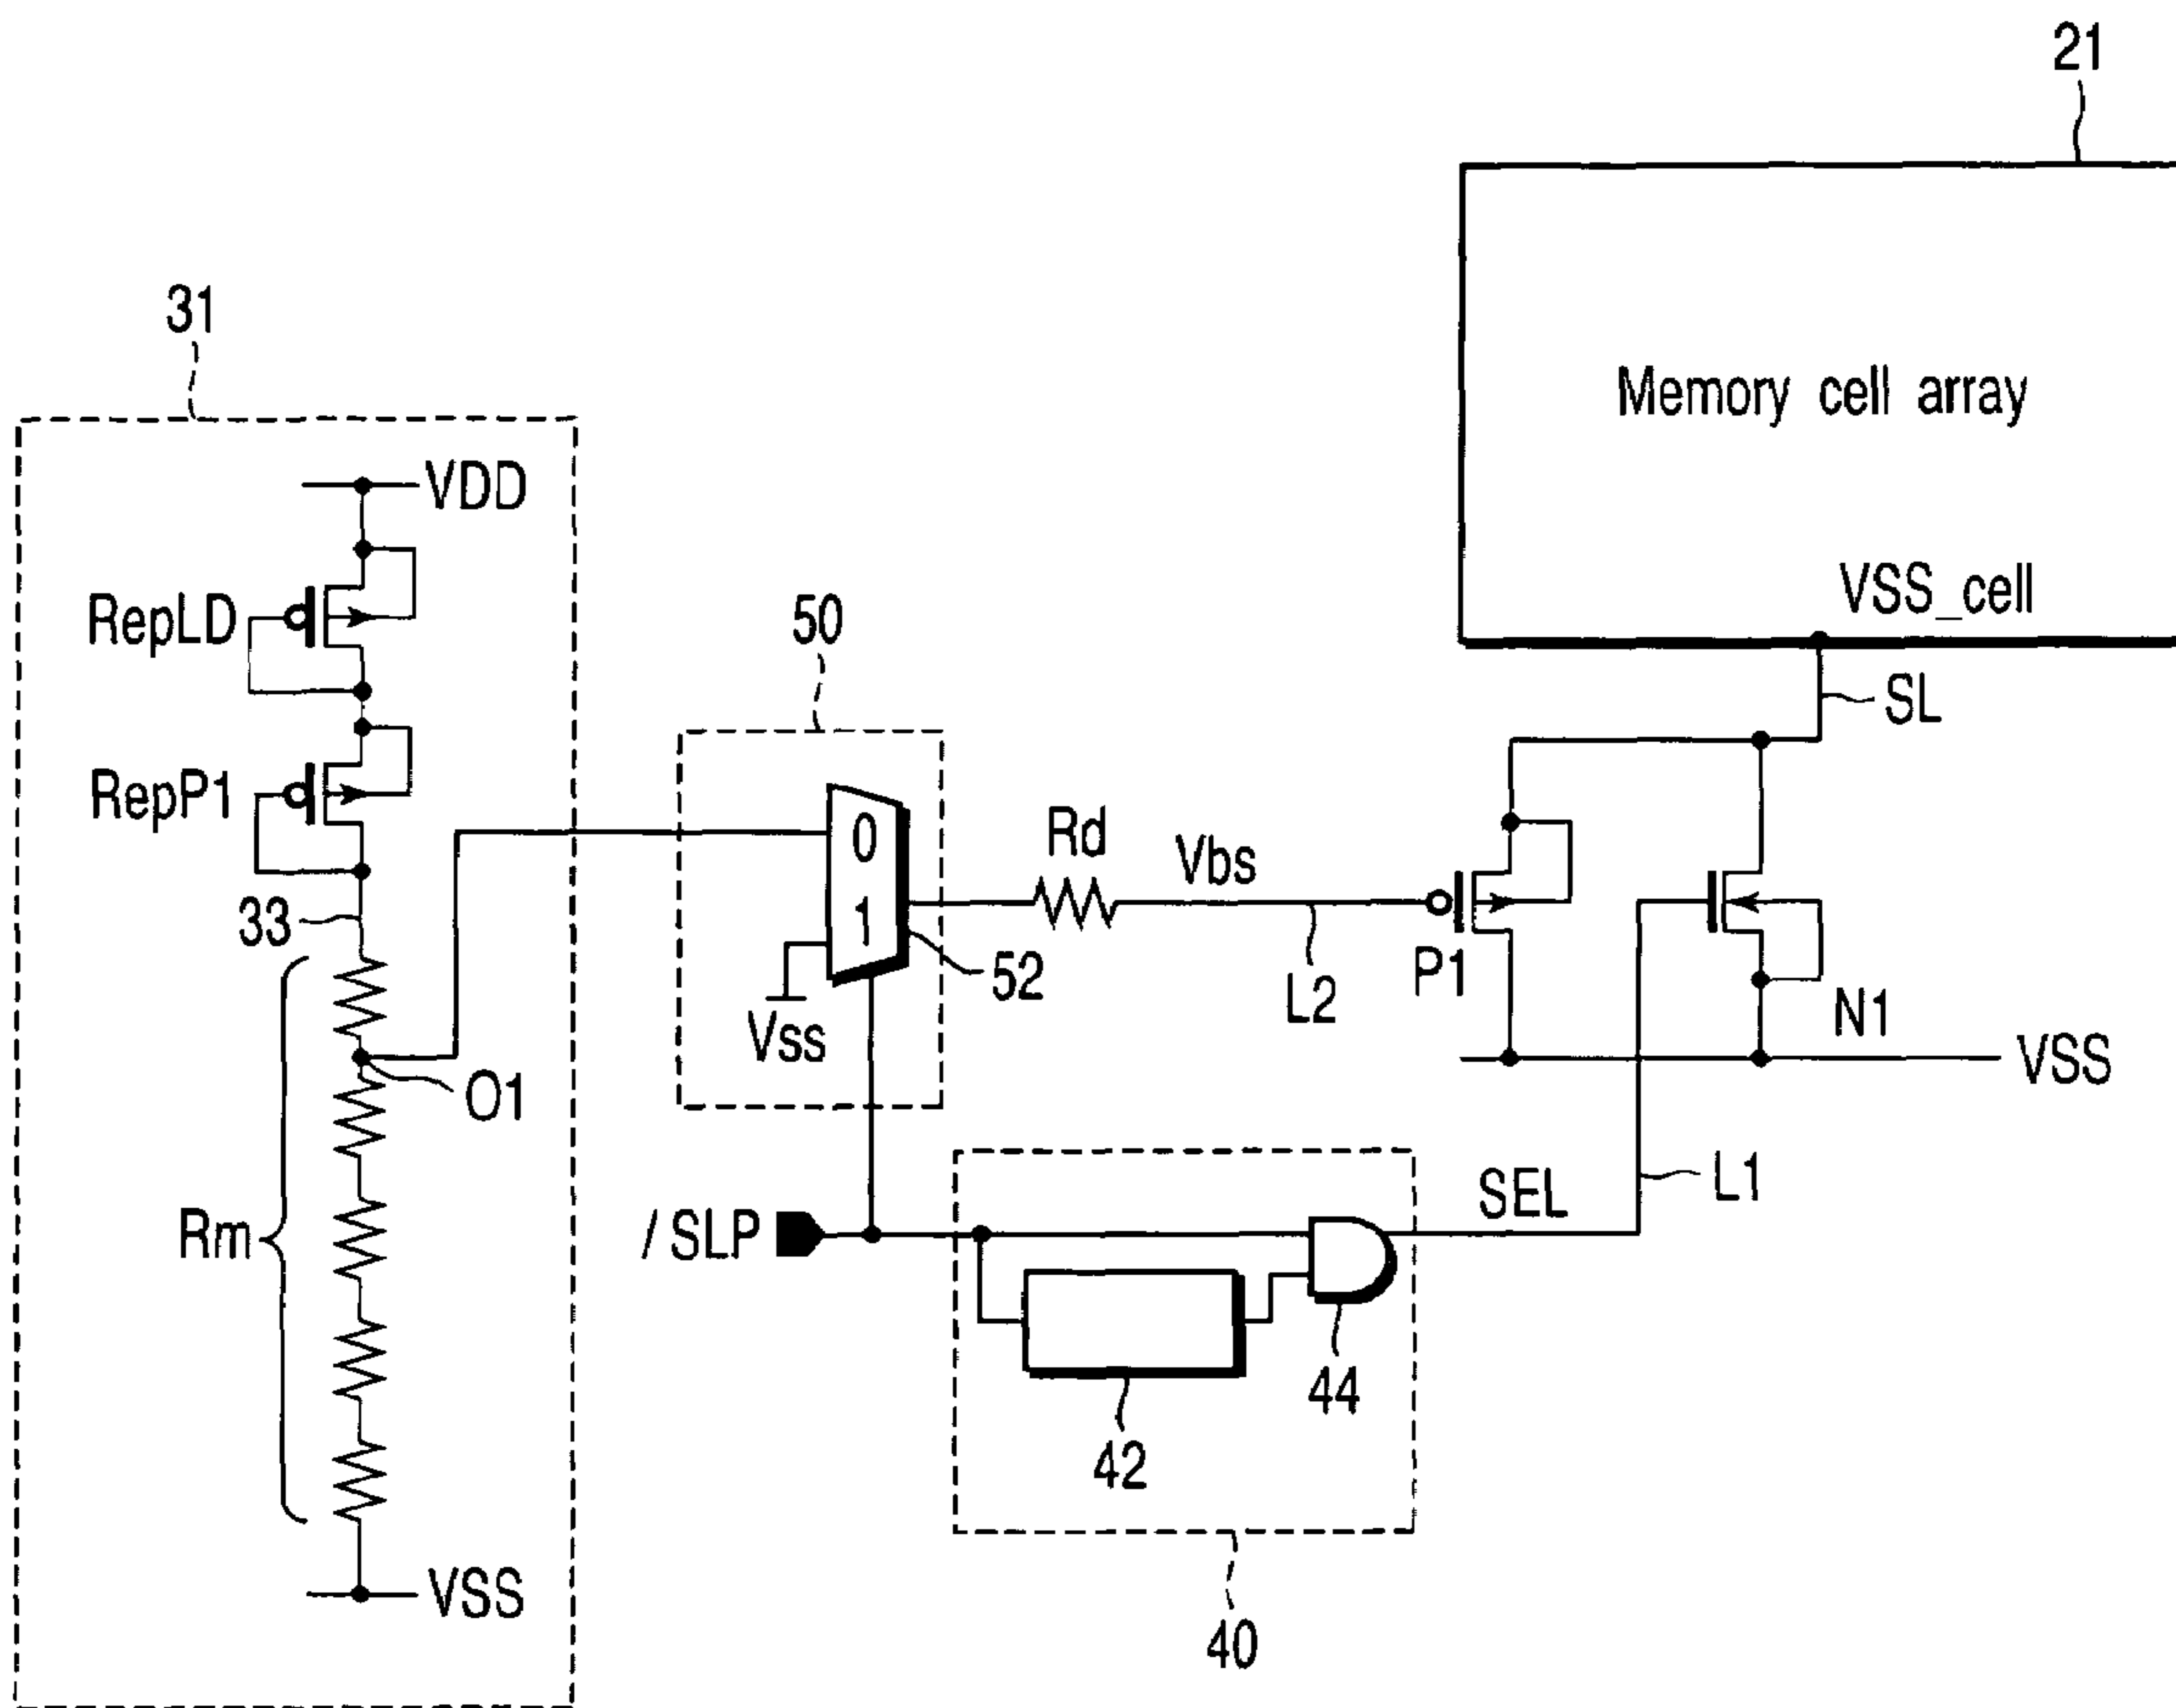 21
Memory cell array
VSS_cell
SL
31
VDD
RepLD
RepP1
33
Rm
O1
VSS
50
0
1
52
Vss
Rd
Vbs
L2
P1
N1
VSS
/SLP
SEL
L1
42
44
40